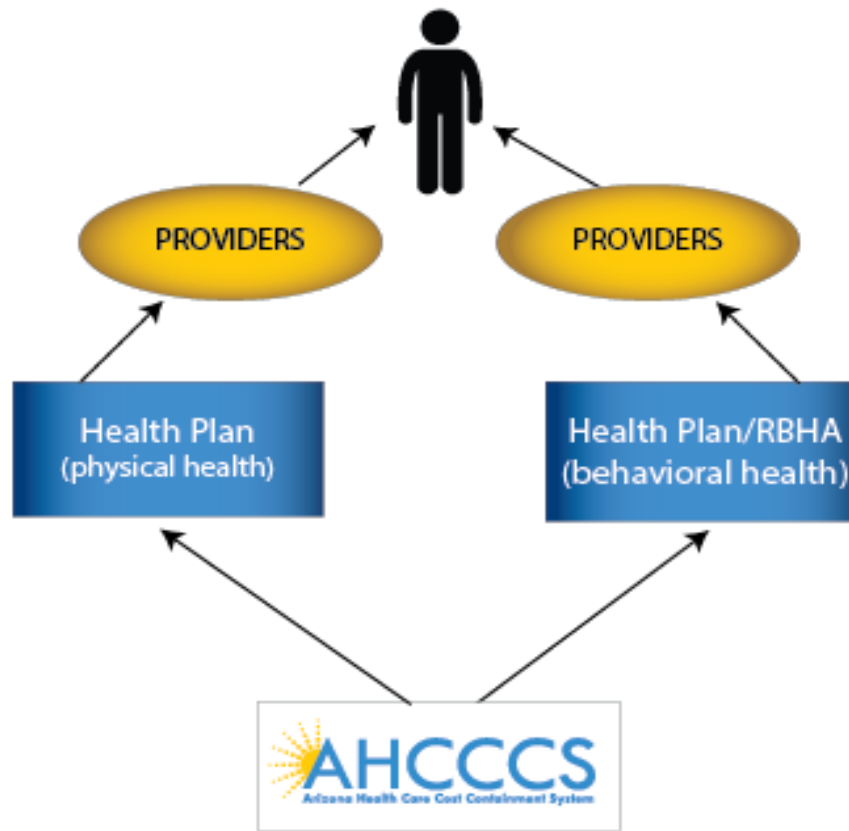 PROVIDERS
PROVIDERS
Health Plan
(physical health)
Health Plan/RBHA
(behavioral health)
AHCCCS
Arizona Health Care Cost Containment System